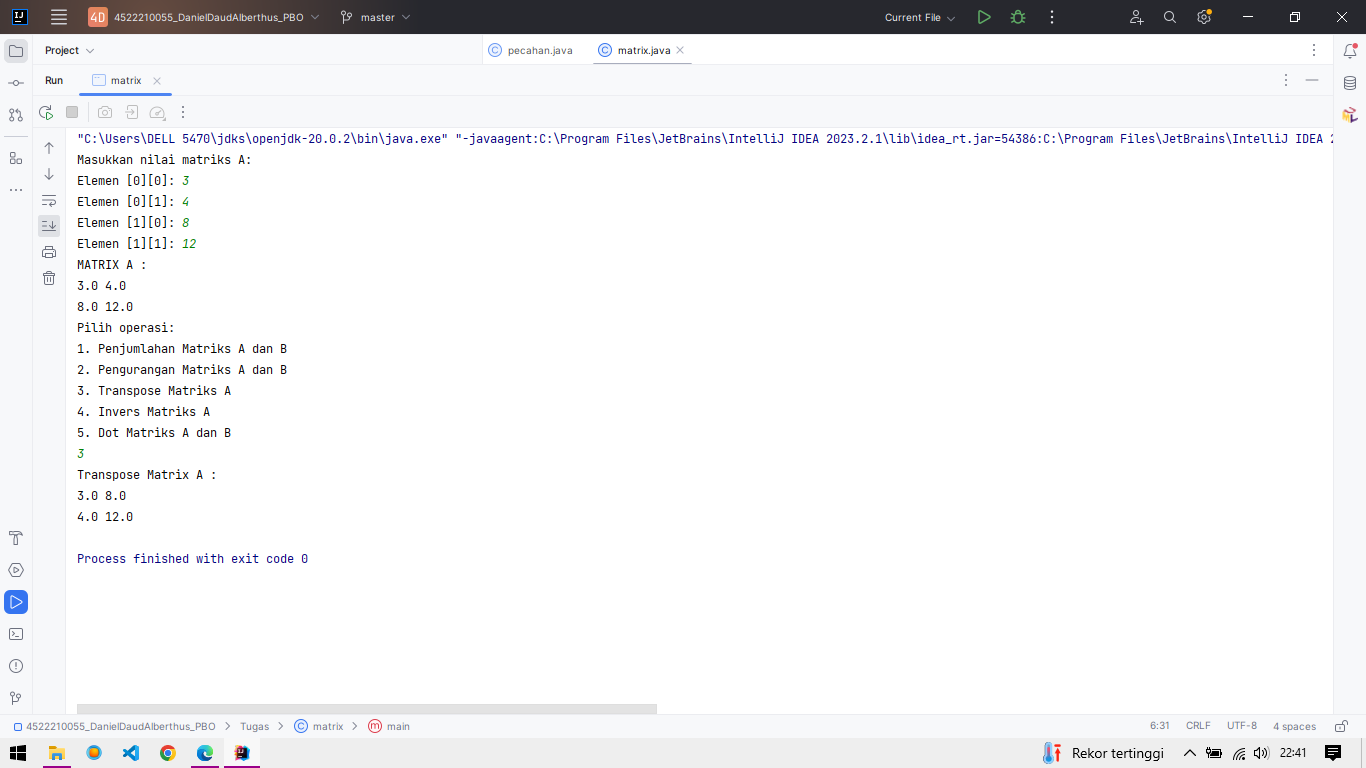 4D 4522210055_DanielDaudAlberthus_PBO master Current File
Project pecahan.java matrix.java
Run matrix
"C:\Users\DELL 5470\jdks\openjdk-20.0.2\bin\java.exe" "-javaagent:C:\Program Files\JetBrains\IntelliJ IDEA 2023.2.1\lib\idea_rt.jar=54386:C:\Program Files\JetBrains\IntelliJ IDEA 2
Masukkan nilai matriks A:
Elemen [0][0]: 3
Elemen [0][1]: 4
Elemen [1][0]: 8
Elemen [1][1]: 12
MATRIX A :
3.0 4.0
8.0 12.0
Pilih operasi:
1. Penjumlahan Matriks A dan B
2. Pengurangan Matriks A dan B
3. Transpose Matriks A
4. Invers Matriks A
5. Dot Matriks A dan B
3
Transpose Matrix A :
3.0 8.0
4.0 12.0
Process finished with exit code 0
4522210055_DanielDaudAlberthus_PBO > Tugas > matrix > main 6:31 CRLF UTF-8 4 spaces
Rekor tertinggi 22:41